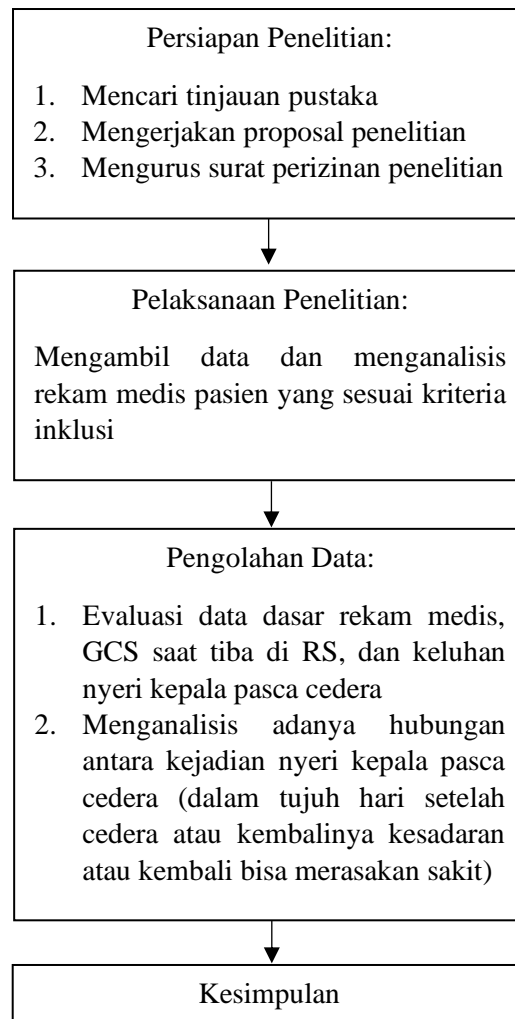 Persiapan Penelitian:
1. Mencari tinjauan pustaka
2. Mengerjakan proposal penelitian
3. Mengurus surat perizinan penelitian
Pelaksanaan Penelitian:
Mengambil data dan menganalisis
rekam medis pasien yang sesuai kriteria
inklusi
Pengolahan Data:
1. Evaluasi data dasar rekam medis,
GCS saat tiba di RS, dan keluhan
nyeri kepala pasca cedera
2. Menganalisis adanya hubungan
antara kejadian nyeri kepala pasca
cedera (dalam tujuh hari setelah
cedera atau kembalinya kesadaran
atau kembali bisa merasakan sakit)
Kesimpulan